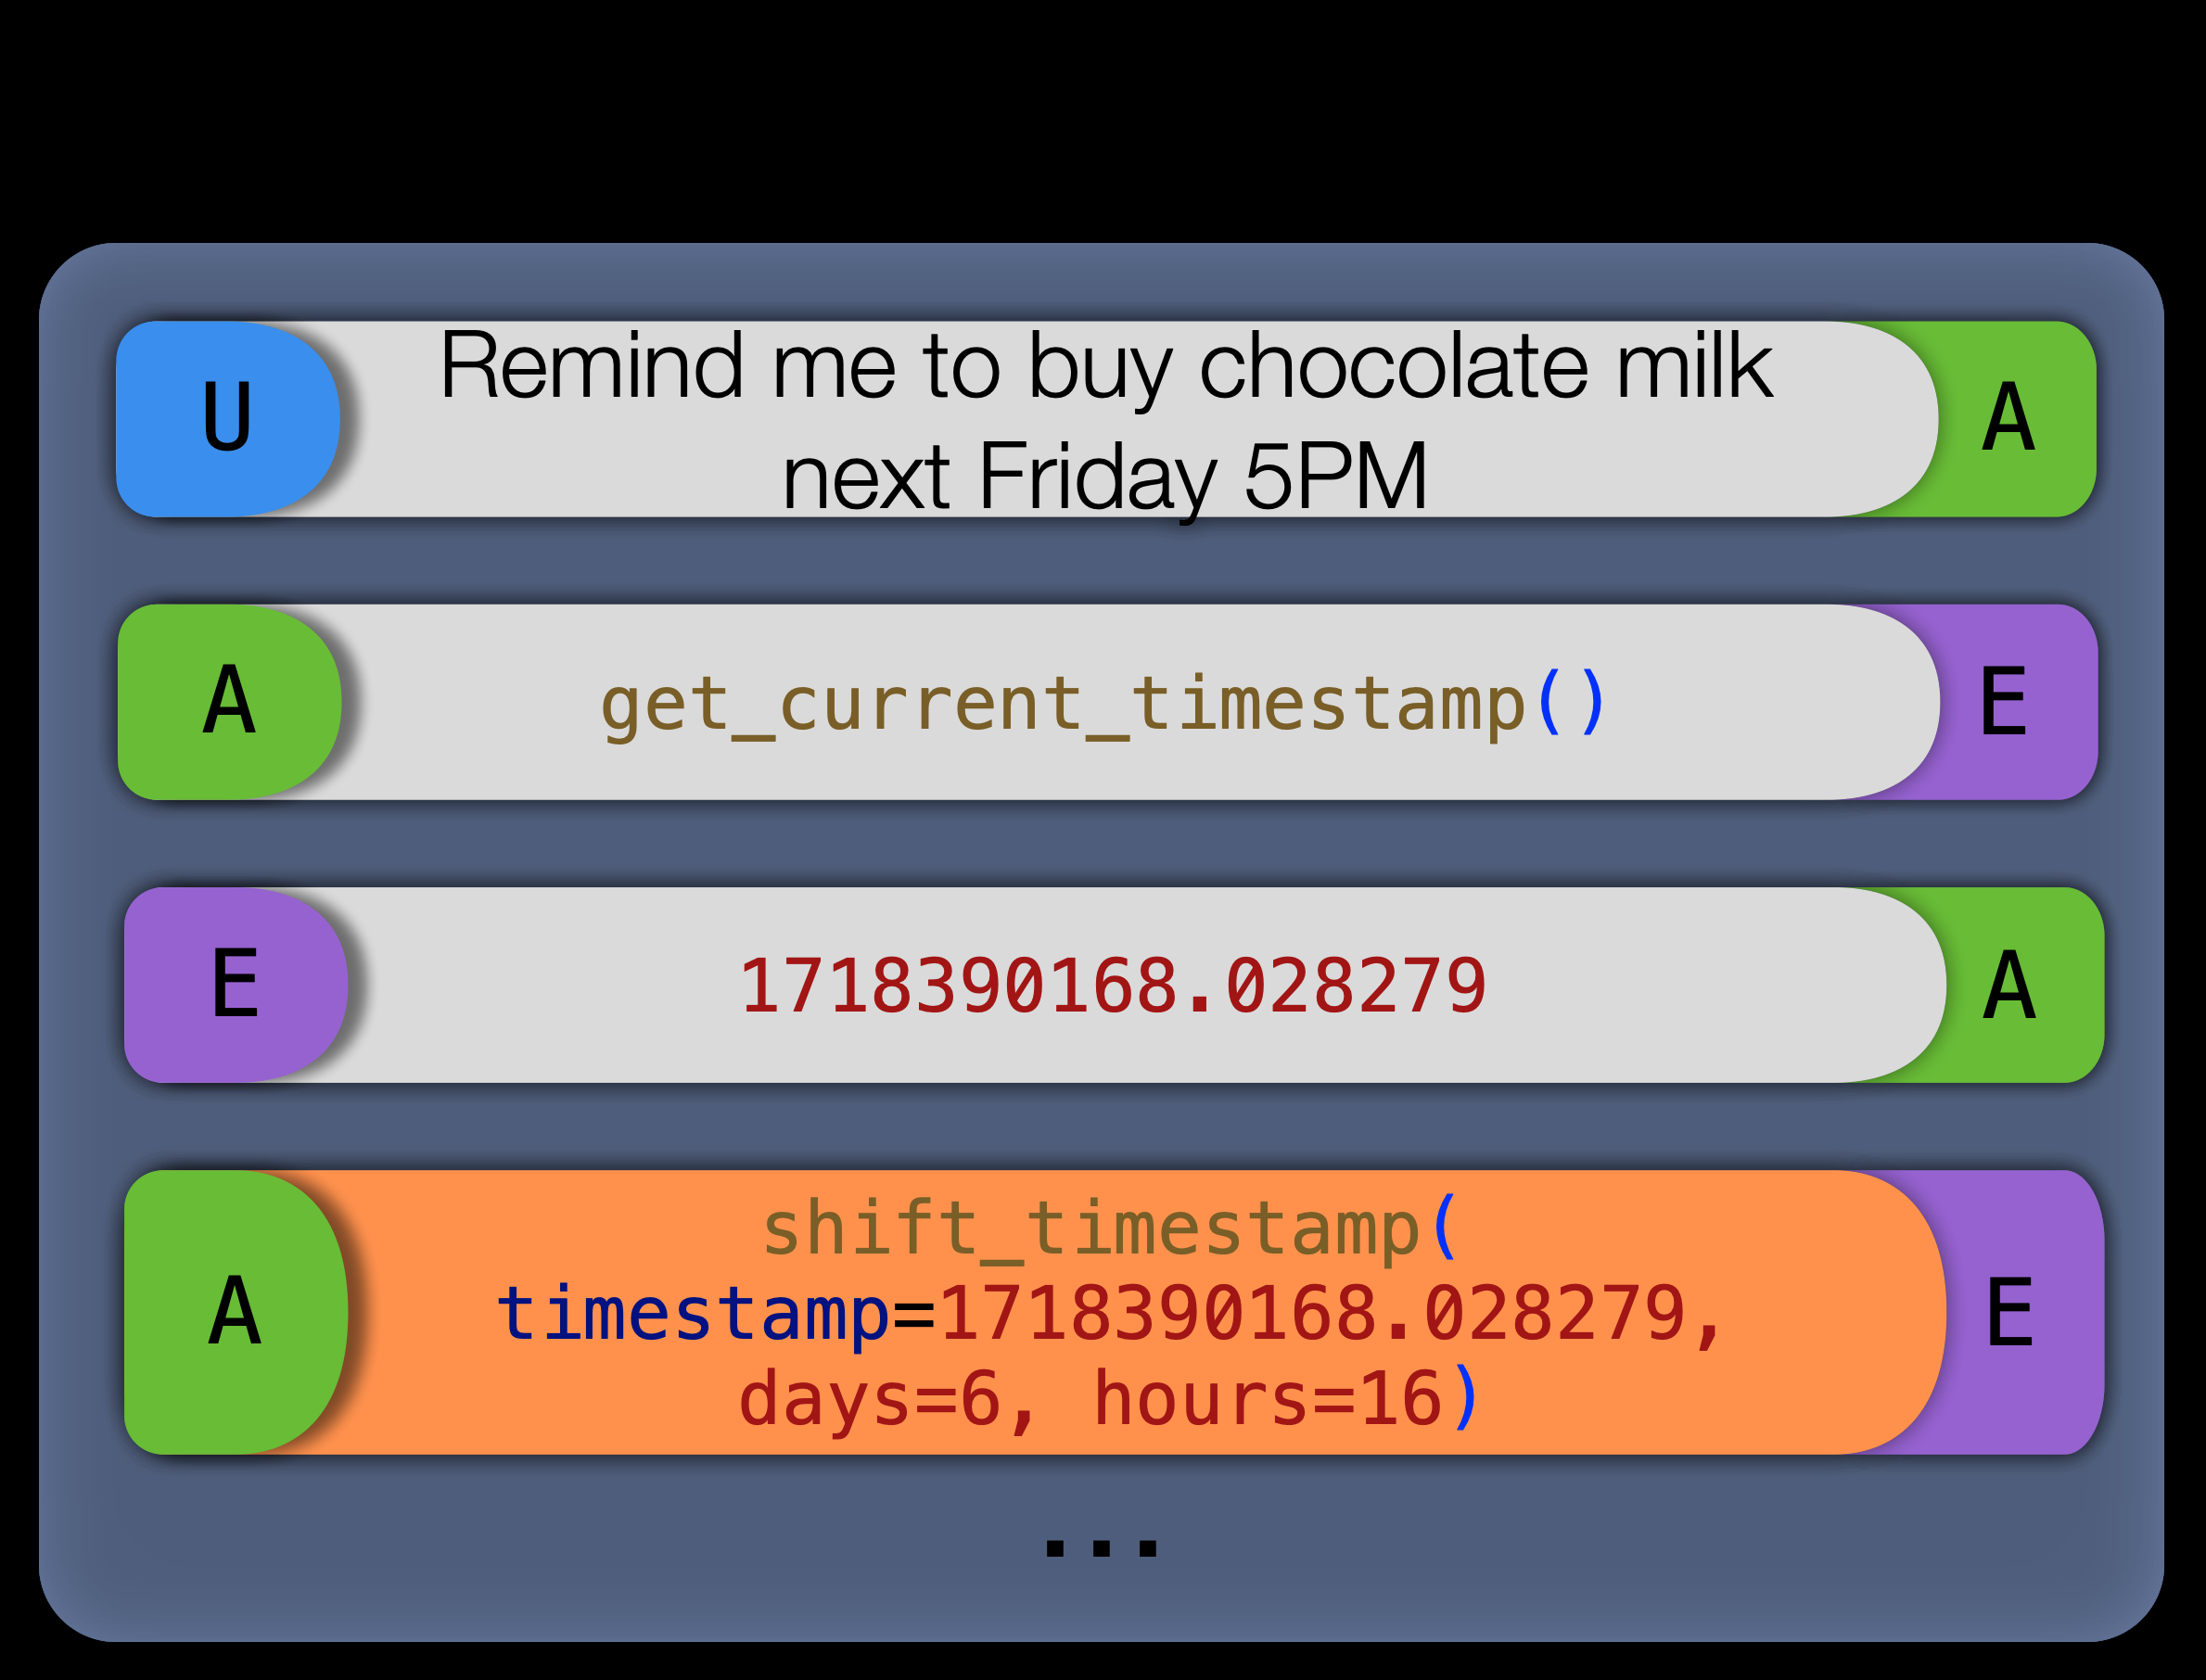 U
Remind me to buy chocolate milk
next Friday 5PM
A
A
get_current_timestamp()
E
E
1718390168.028279
A
A
shift_timestamp(
timestamp=1718390168.028279,
days=6, hours=16)
E
...